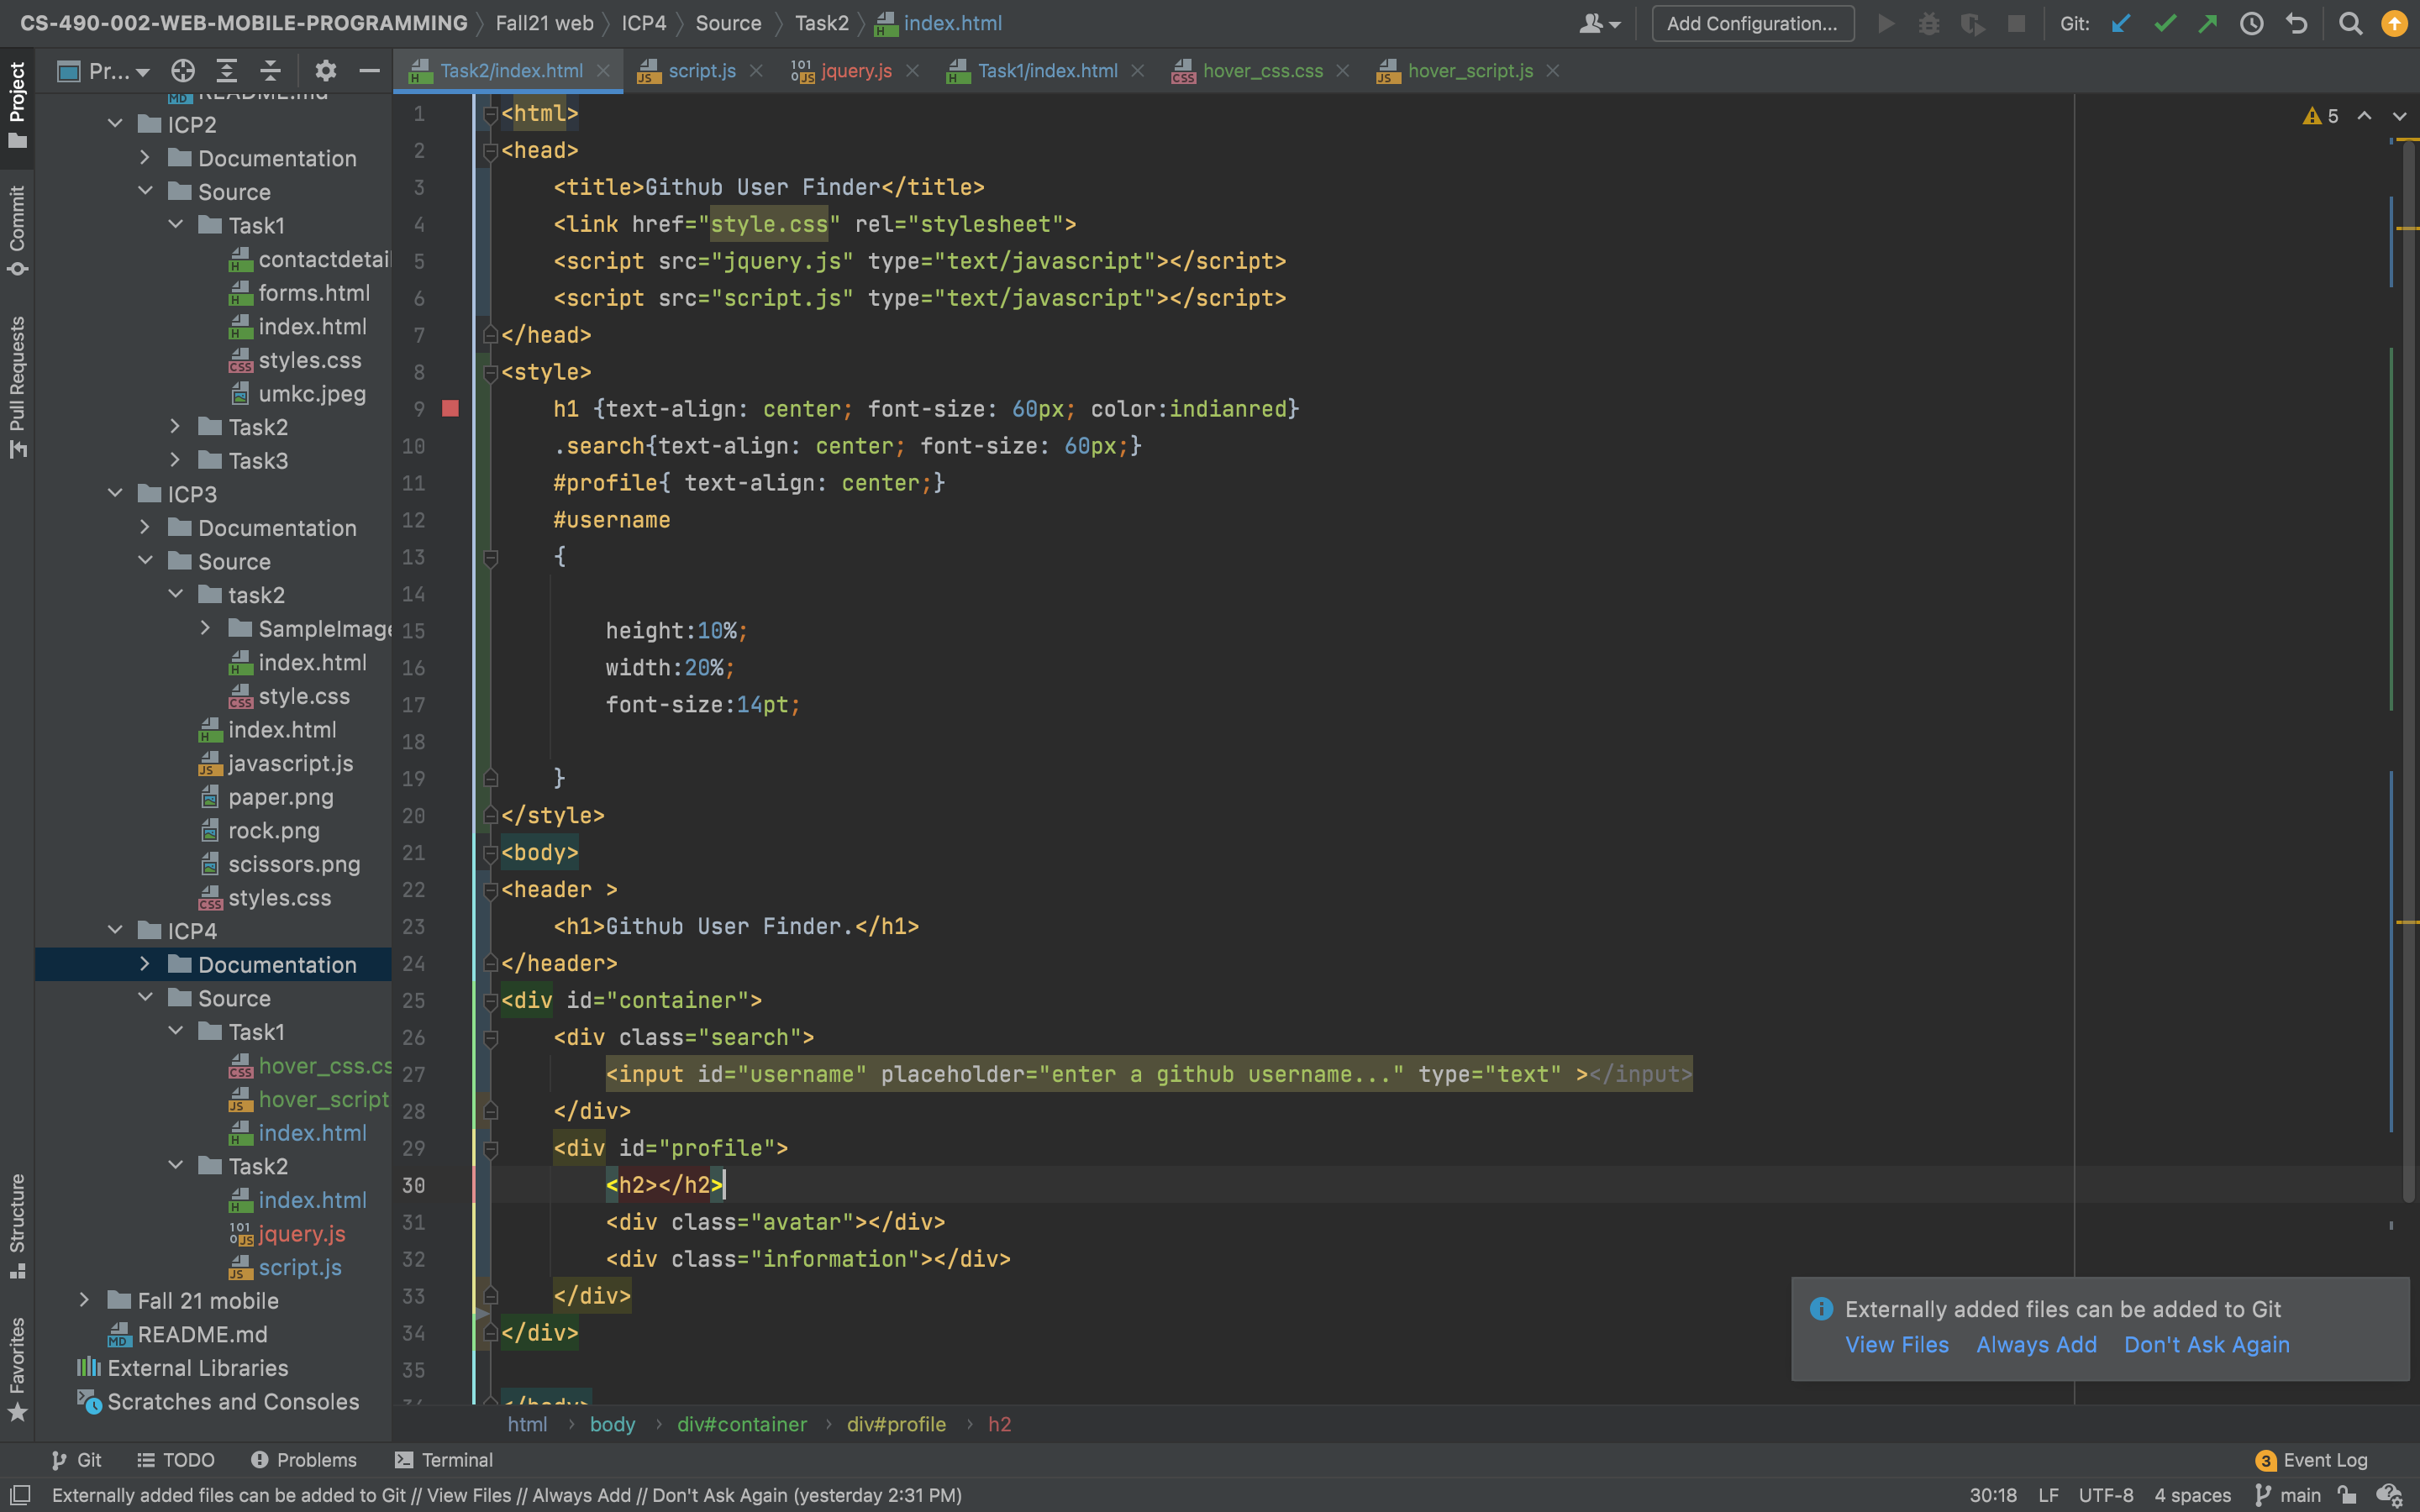 CS-490-002-WEB-MOBILE-PROGRAMMING 〉 Fall21 web 〉 ICP4 〉 Source 〉 Task2 〉 index.html
Add Configuration...
Git:
Project
Commit
Pull Requests
Structure
Favorites
Pr...
Task2/index.html
script.js
jquery.js
Task1/index.html
hover_css.css
hover_script.js
README.md
ICP2
Documentation
Source
Task1
contactdetail
forms.html
index.html
styles.css
umkc.jpeg
Task2
Task3
ICP3
Documentation
Source
task2
SampleImage
index.html
style.css
index.html
javascript.js
paper.png
rock.png
scissors.png
styles.css
ICP4
Documentation
Source
Task1
hover_css.cs
hover_script
index.html
Task2
index.html
jquery.js
script.js
Fall 21 mobile
README.md
External Libraries
Scratches and Consoles
5
1 <html>
2 <head>
3 <title>Github User Finder</title>
4 <link href="style.css" rel="stylesheet">
5 <script src="jquery.js" type="text/javascript"></script>
6 <script src="script.js" type="text/javascript"></script>
7 </head>
8 <style>
9 h1 {text-align: center; font-size: 60px; color:indianred}
10 .search{text-align: center; font-size: 60px;}
11 #profile{ text-align: center;}
12 #username
13 {
14
15 height:10%;
16 width:20%;
17 font-size:14pt;
18
19 }
20 </style>
21 <body>
22 <header >
23 <h1>Github User Finder.</h1>
24 </header>
25 <div id="container">
26 <div class="search">
27 <input id="username" placeholder="enter a github username..." type="text" ></input>
28 </div>
29 <div id="profile">
30 <h2></h2>
31 <div class="avatar"></div>
32 <div class="information"></div>
33 </div>
34 </div>
35
</body>
Externally added files can be added to Git
View Files Always Add Don't Ask Again
html › body › div#container › div#profile › h2
Git
TODO
Problems
Terminal
3 Event Log
Externally added files can be added to Git // View Files // Always Add // Don't Ask Again (yesterday 2:31 PM)
30:18 LF UTF-8 4 spaces main